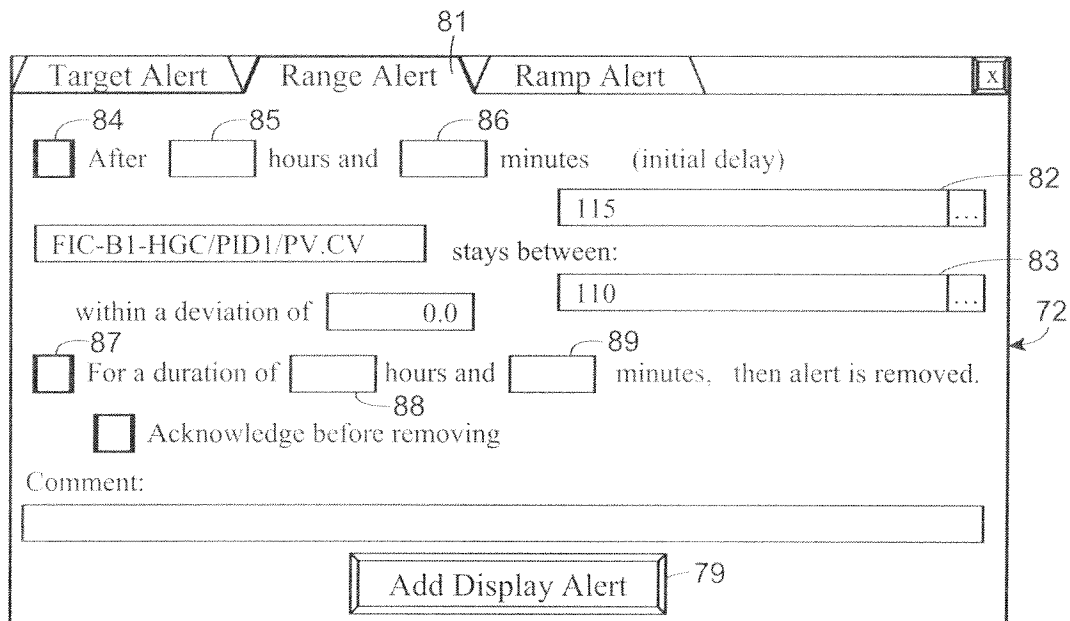 81
Target Alert Range Alert Ramp Alert x
84 85 86
After hours and minutes (initial delay)
82
115 ...
FIC-B1-HGC/PID1/PV.CV stays between:
83
110 ...
within a deviation of 0.0
72
87 89
For a duration of hours and minutes, then alert is removed.
88
Acknowledge before removing
Comment:
Add Display Alert 79